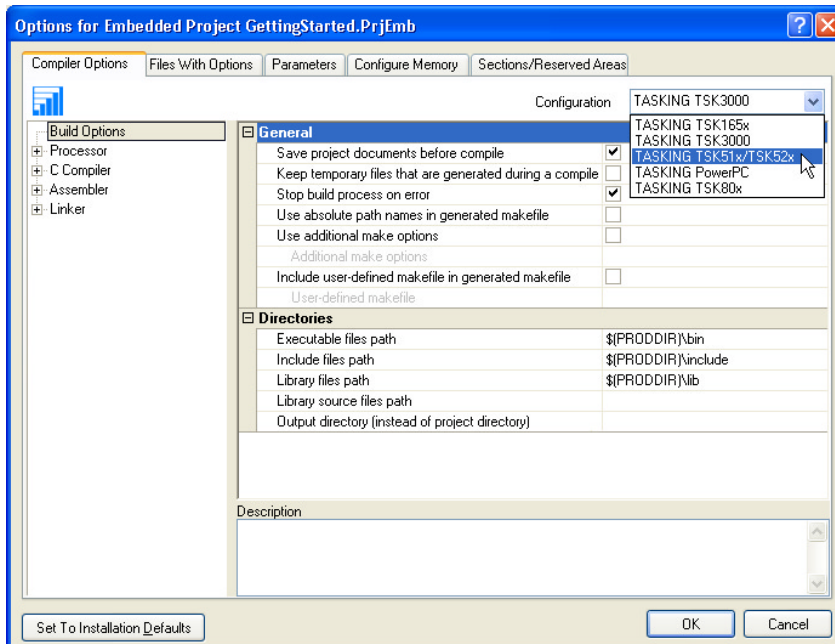 Options for Embedded Project GettingStarted.PrjEmb
Compiler Options
Files With Options
Parameters
Configure Memory
Sections/Reserved Areas
Configuration
TASKING TSK3000
TASKING TSK165x
TASKING TSK3000
TASKING TSK51x/TSK52x
TASKING PowerPC
TASKING TSK80x
Build Options
Processor
C Compiler
Assembler
Linker
General
Save project documents before compile
Keep temporary files that are generated during a compile
Stop build process on error
Use absolute path names in generated makefile
Use additional make options
Additional make options
Include user-defined makefile in generated makefile
User-defined makefile
Directories
Executable files path $(PRODDIR)\bin
Include files path $(PRODDIR)\include
Library files path $(PRODDIR)\lib
Library source files path
Output directory (instead of project directory)
Description
Set To Installation Defaults
OK
Cancel